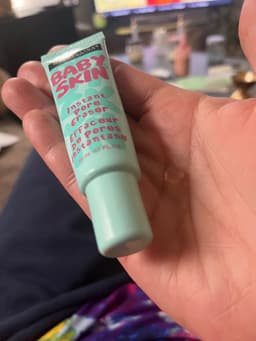 BABY
SKIN
Instant
Pore
Eraser
Effaceur
De Pores
Instantané